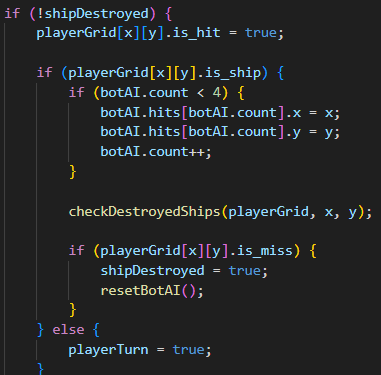 if (!shipDestroyed) {
    playerGrid[x][y].is_hit = true;

    if (playerGrid[x][y].is_ship) {
        if (botAI.count < 4) {
            botAI.hits[botAI.count].x = x;
            botAI.hits[botAI.count].y = y;
            botAI.count++;
        }

        checkDestroyedShips(playerGrid, x, y);

        if (playerGrid[x][y].is_miss) {
            shipDestroyed = true;
            resetBotAI();
        }
    } else {
        playerTurn = true;
    }